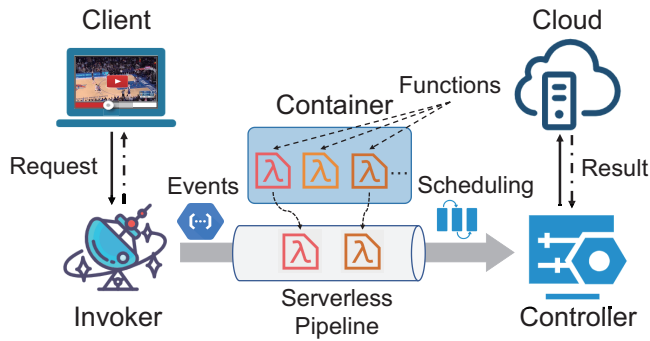 Client
Cloud
Functions
Container
Request
Events
Scheduling
Result
λ λ λ ...
{...}
λ λ
Invoker
Serverless
Pipeline
Controller